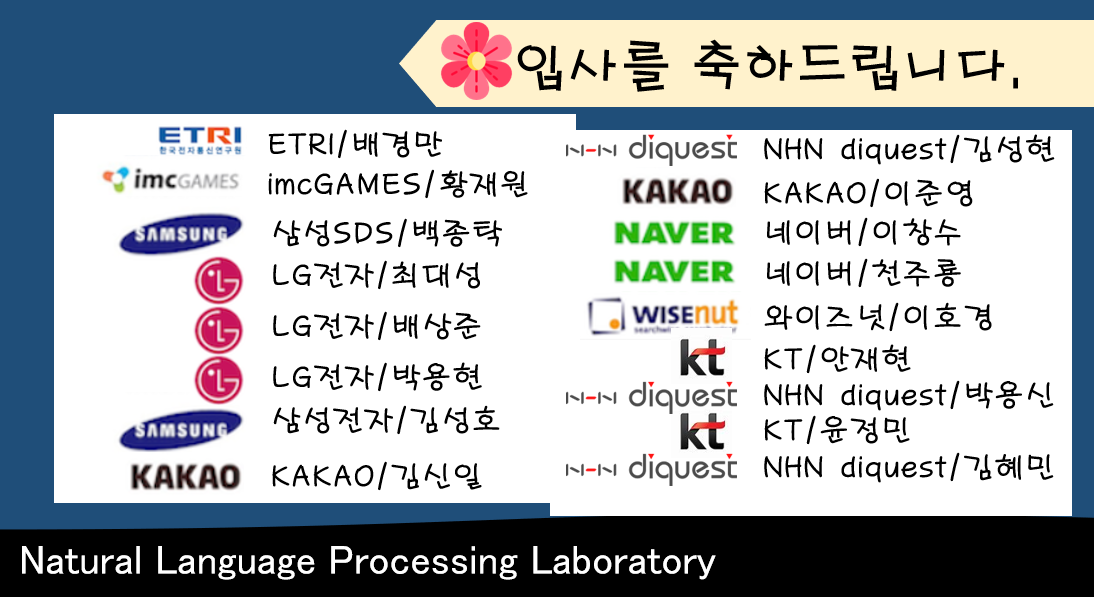 입사를 축하드립니다.
ETRI 한국전자통신연구원 ETRI/배경만
imcGAMES imcGAMES/황재원
SAMSUNG 삼성SDS/백종탁
LG LG전자/최대성
LG LG전자/배상준
LG LG전자/박용현
SAMSUNG 삼성전자/김성호
KAKAO KAKAO/김신일
NHN diquest NHN diquest/김성현
KAKAO KAKAO/이준영
NAVER 네이버/이창수
NAVER 네이버/천주룡
WISEnut 와이즈넛/이호경
kt KT/안재현
NHN diquest NHN diquest/박용신
kt KT/윤정민
NHN diquest NHN diquest/김혜민
Natural Language Processing Laboratory